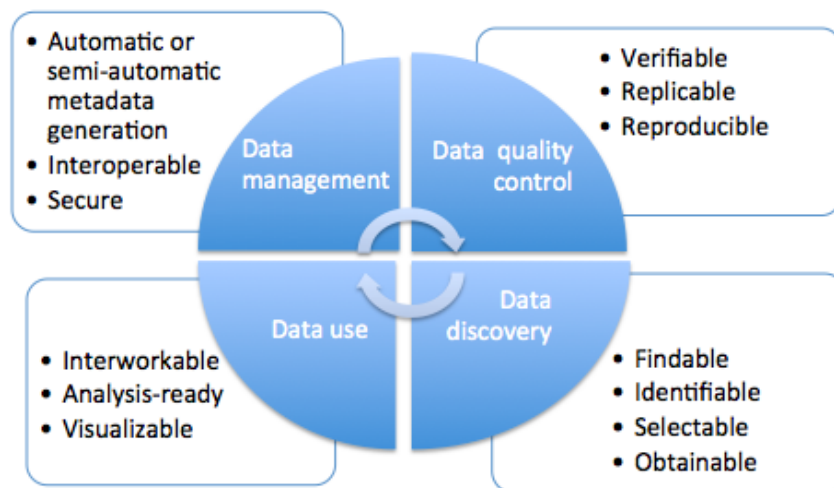 • Automatic or
semi-automatic
metadata
generation
• Interoperable
• Secure
Data
management
Data quality
control
• Verifiable
• Replicable
• Reproducible
Data use
Data
discovery
• Interworkable
• Analysis-ready
• Visualizable
• Findable
• Identifiable
• Selectable
• Obtainable